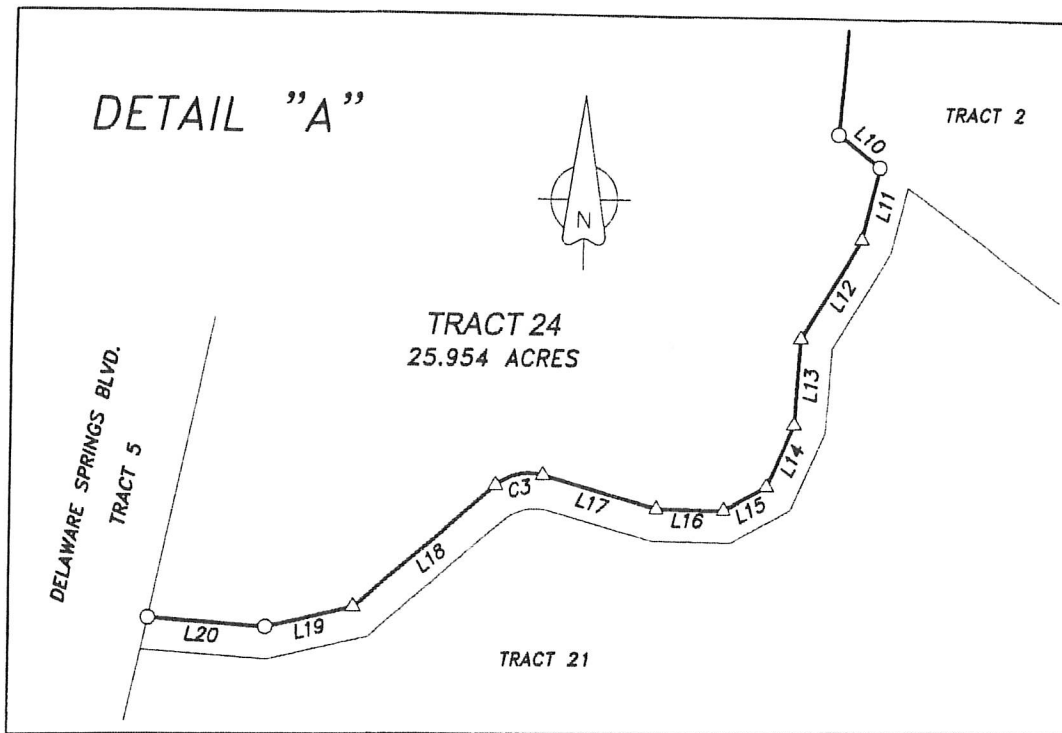 DETAIL "A"
TRACT 2
L10
L11
N
L12
TRACT 24
25.954 ACRES
L13
DELAWARE SPRINGS BLVD.
TRACT 5
L14
C3
L17
L16
L15
L18
L20
L19
TRACT 21